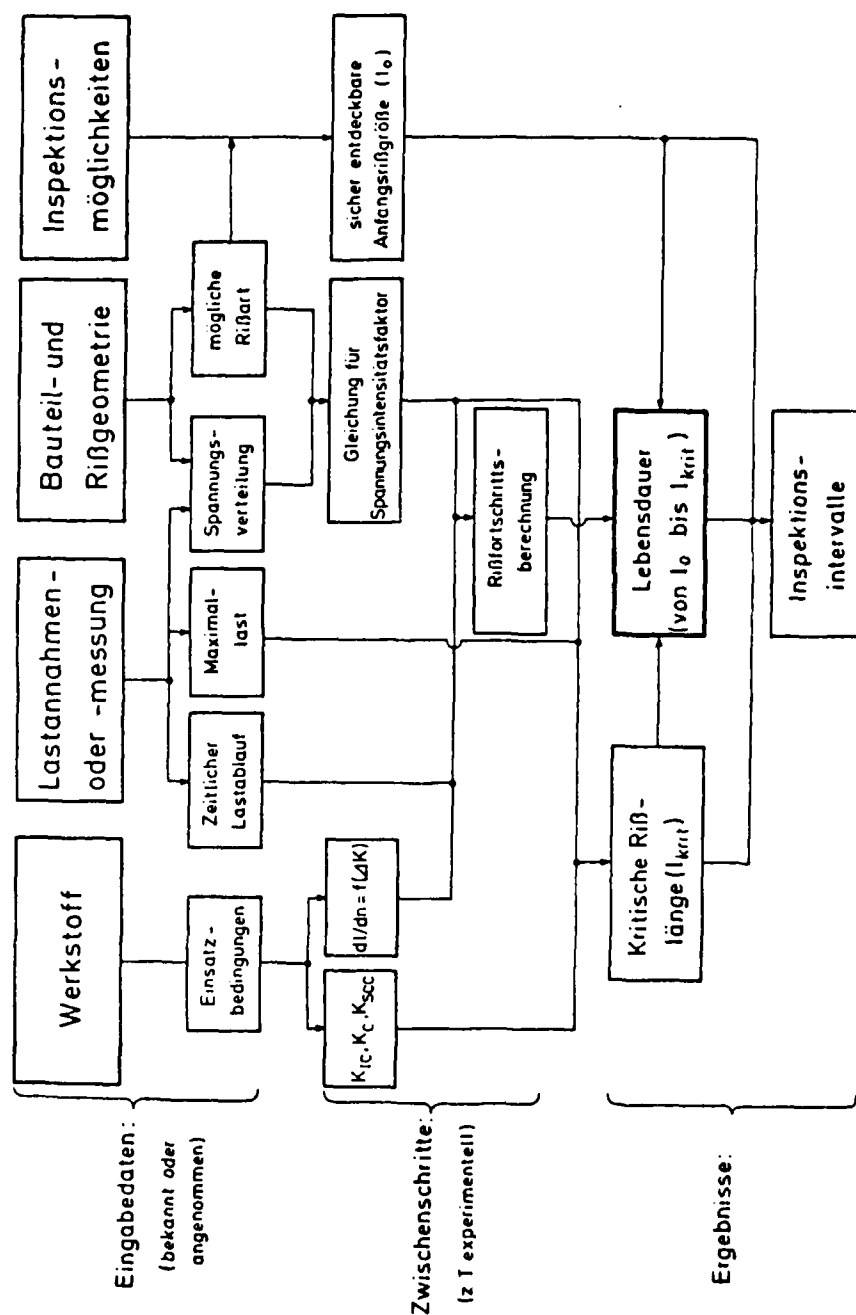 Eingabedaten:
(bekannt oder
angenommen)
Werkstoff
Lastannahmen-
oder -messung
Bauteil- und
Rißgeometrie
Inspektions-
möglichkeiten
Einsatz-
bedingungen
Zeitlicher
Lastablauf
Maximal-
last
Spannungs-
verteilung
mögliche
Rißart
Zwischenschritte:
(z T experimentell)
K_IC, K_C, K_SCC
dl/dn = f(ΔK)
Gleichung für
Spannungsintensitätsfaktor
sicher entdeckbare
Anfangsrißgröße (l_o)
Rißfortschritts-
berechnung
Ergebnisse:
Kritische Riß-
länge (l_krit)
Lebensdauer
(von l_o bis l_krit)
Inspektions-
intervalle